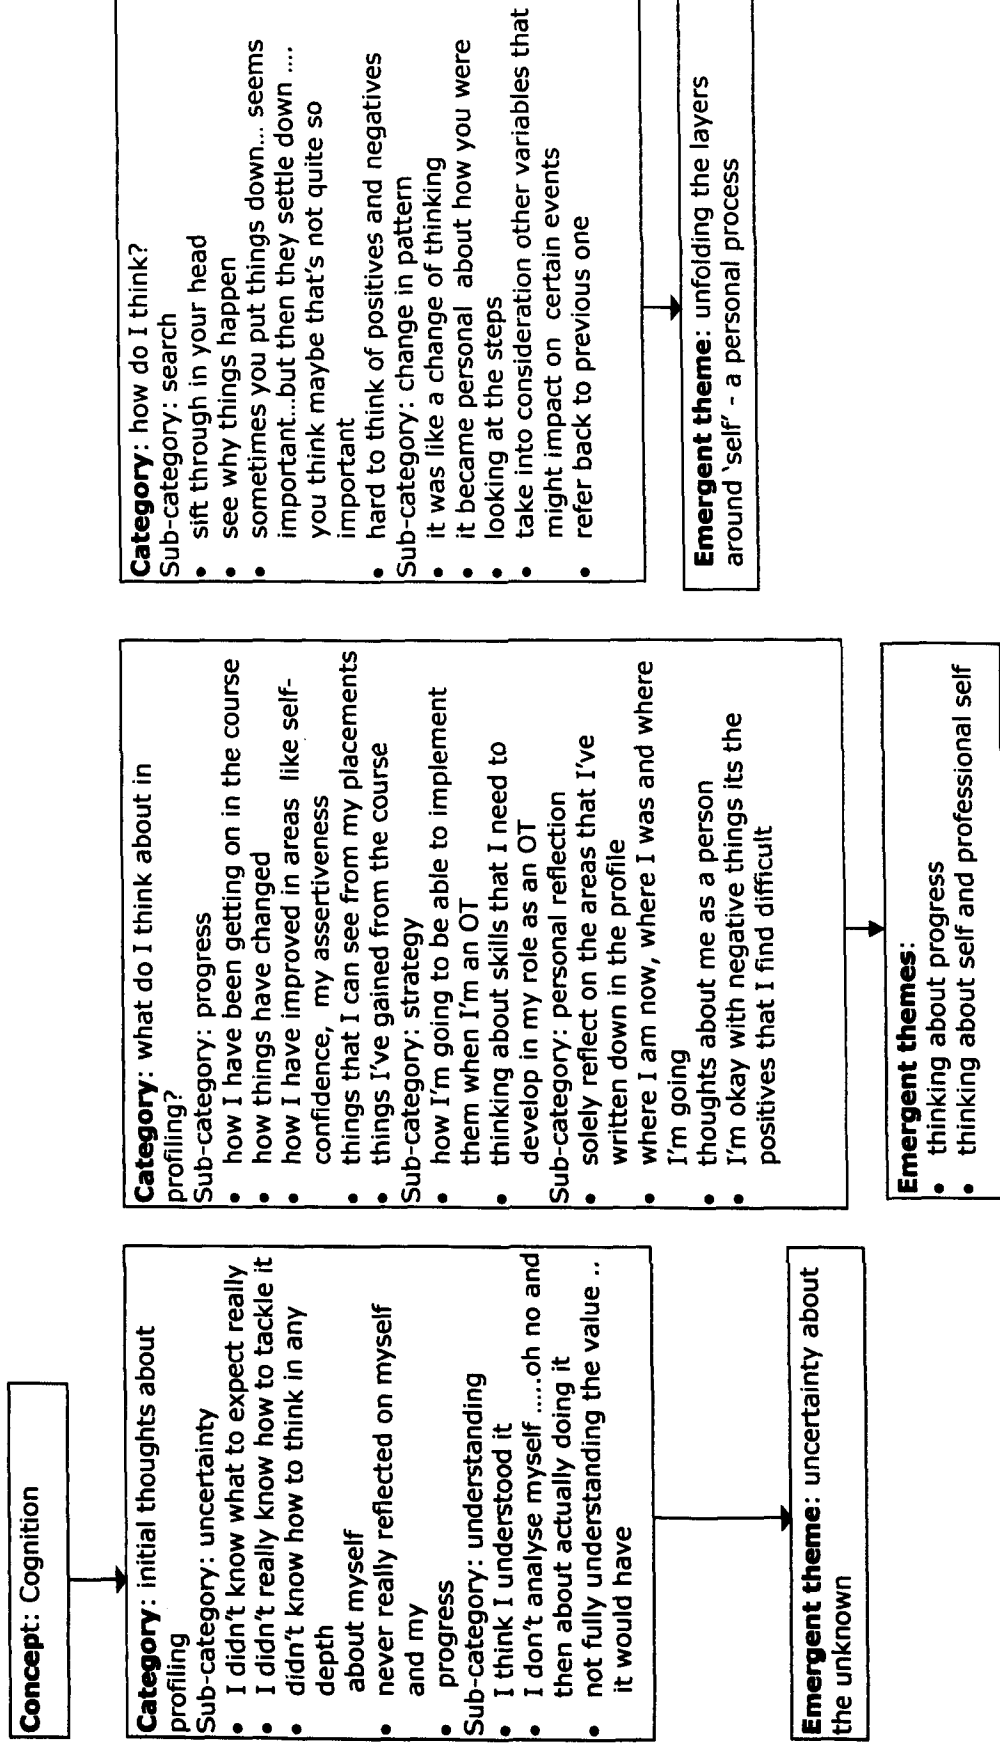 Concept: Cognition
Category: initial thoughts about
profiling
Sub-category: uncertainty
• I didn't know what to expect really
• I didn't really know how to tackle it
• didn't know how to think in any
depth
about myself
• never really reflected on myself
and my
• progress
Sub-category: understanding
• I think I understood it
• I don't analyse myself .....oh no and
then about actually doing it
• not fully understanding the value ..
it would have
Emergent theme: uncertainty about
the unknown
Category: what do I think about in
profiling?
Sub-category: progress
• how I have been getting on in the course
• how things have changed
• how I have improved in areas like self-
confidence, my assertiveness
• things that I can see from my placements
• things I've gained from the course
Sub-category: strategy
• how I'm going to be able to implement
them when I'm an OT
• thinking about skills that I need to
develop in my role as an OT
Sub-category: personal reflection
• solely reflect on the areas that I've
written down in the profile
• where I am now, where I was and where
I'm going
• thoughts about me as a person
• I'm okay with negative things its the
positives that I find difficult
Emergent themes:
• thinking about progress
• thinking about self and professional self
Category: how do I think?
Sub-category: search
• sift through in your head
• see why things happen
• sometimes you put things down... seems
important...but then they settle down ....
you think maybe that's not quite so
important
• hard to think of positives and negatives
Sub-category: change in pattern
• it was like a change of thinking
• it became personal about how you were
• looking at the steps
• take into consideration other variables that
might impact on certain events
• refer back to previous one
Emergent theme: unfolding the layers
around 'self' - a personal process